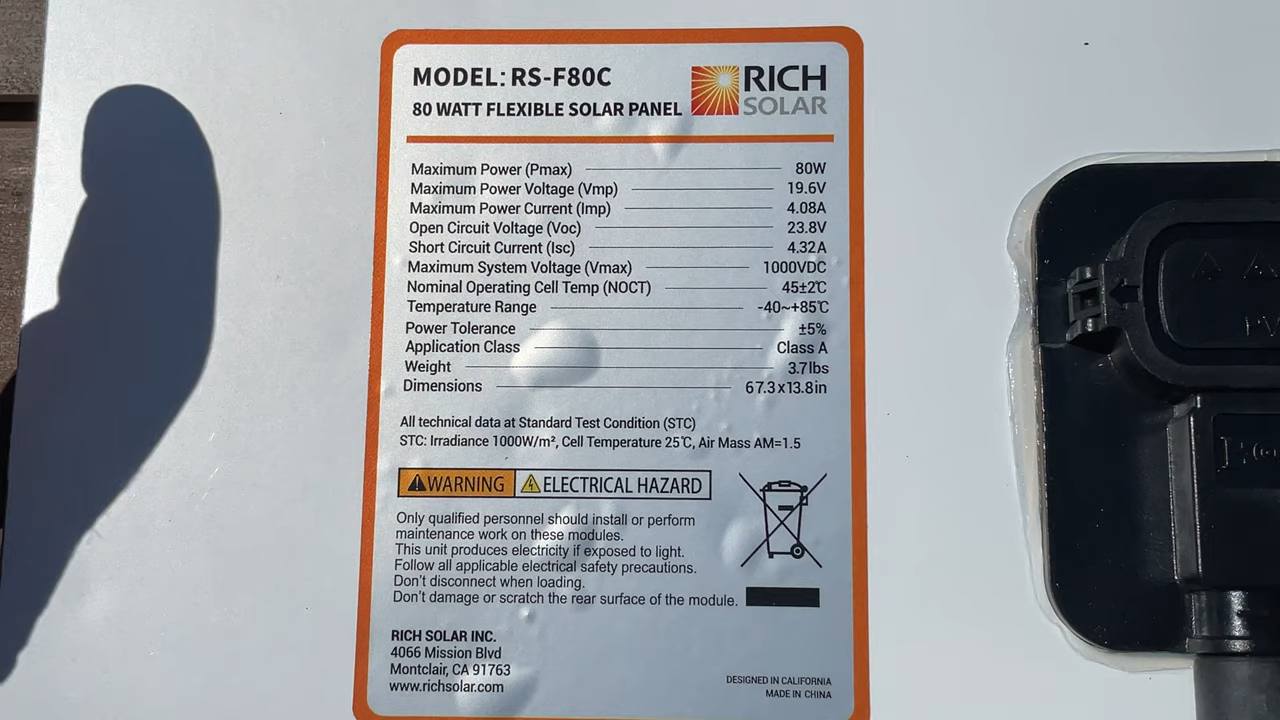 MODEL: RS-F80C
RICH
SOLAR
80 WATT FLEXIBLE SOLAR PANEL
Maximum Power (Pmax) 80W
Maximum Power Voltage (Vmp) 19.6V
Maximum Power Current (Imp) 4.08A
Open Circuit Voltage (Voc) 23.8V
Short Circuit Current (Isc) 4.32A
Maximum System Voltage (Vmax) 1000VDC
Nominal Operating Cell Temp (NOCT) 45±2℃
Temperature Range -40~+85℃
Power Tolerance ±5%
Application Class Class A
Weight 3.7lbs
Dimensions 67.3x13.8in
All technical data at Standard Test Condition (STC)
STC: Irradiance 1000W/m², Cell Temperature 25℃, Air Mass AM=1.5
WARNING ELECTRICAL HAZARD
Only qualified personnel should install or perform
maintenance work on these modules.
This unit produces electricity if exposed to light.
Follow all applicable electrical safety precautions.
Don't disconnect when loading.
Don't damage or scratch the rear surface of the module.
RICH SOLAR INC.
4066 Mission Blvd
Montclair, CA 91763
www.richsolar.com
DESIGNED IN CALIFORNIA
MADE IN CHINA